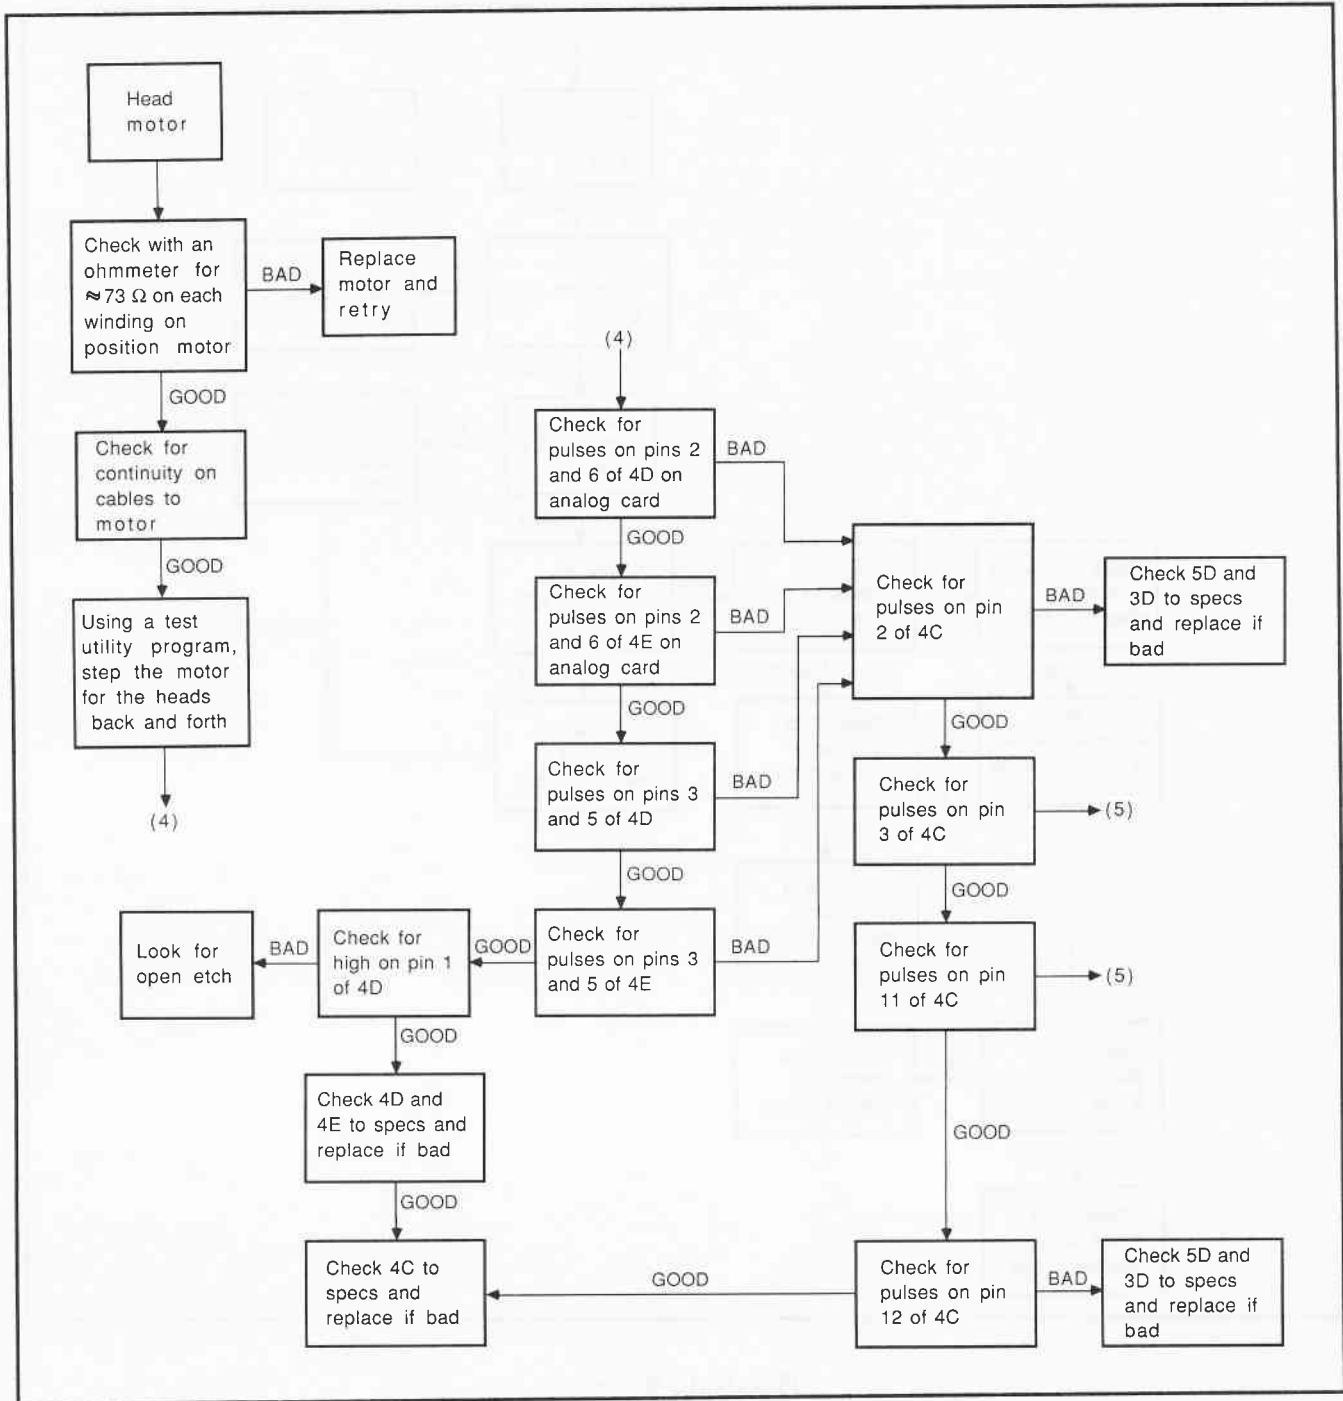 Head
motor
Check with an
ohmmeter for
≈73 Ω on each
winding on
position motor
BAD
Replace
motor and
retry
GOOD
Check for
continuity on
cables to
motor
GOOD
Using a test
utility program,
step the motor
for the heads
back and forth
(4)
(4)
Check for
pulses on pins 2
and 6 of 4D on
analog card
BAD
GOOD
Check for
pulses on pins 2
and 6 of 4E on
analog card
BAD
GOOD
Check for
pulses on pins 3
and 5 of 4D
BAD
GOOD
Check for
pulses on pins 3
and 5 of 4E
BAD
GOOD
Check for
high on pin 1
of 4D
BAD
Look for
open etch
GOOD
Check 4D and
4E to specs and
replace if bad
GOOD
Check 4C to
specs and
replace if bad
Check for
pulses on pin
2 of 4C
BAD
Check 5D and
3D to specs
and replace if
bad
GOOD
Check for
pulses on pin
3 of 4C
(5)
GOOD
Check for
pulses on pin
11 of 4C
(5)
GOOD
Check for
pulses on pin
12 of 4C
GOOD
BAD
Check 5D and
3D to specs
and replace if
bad